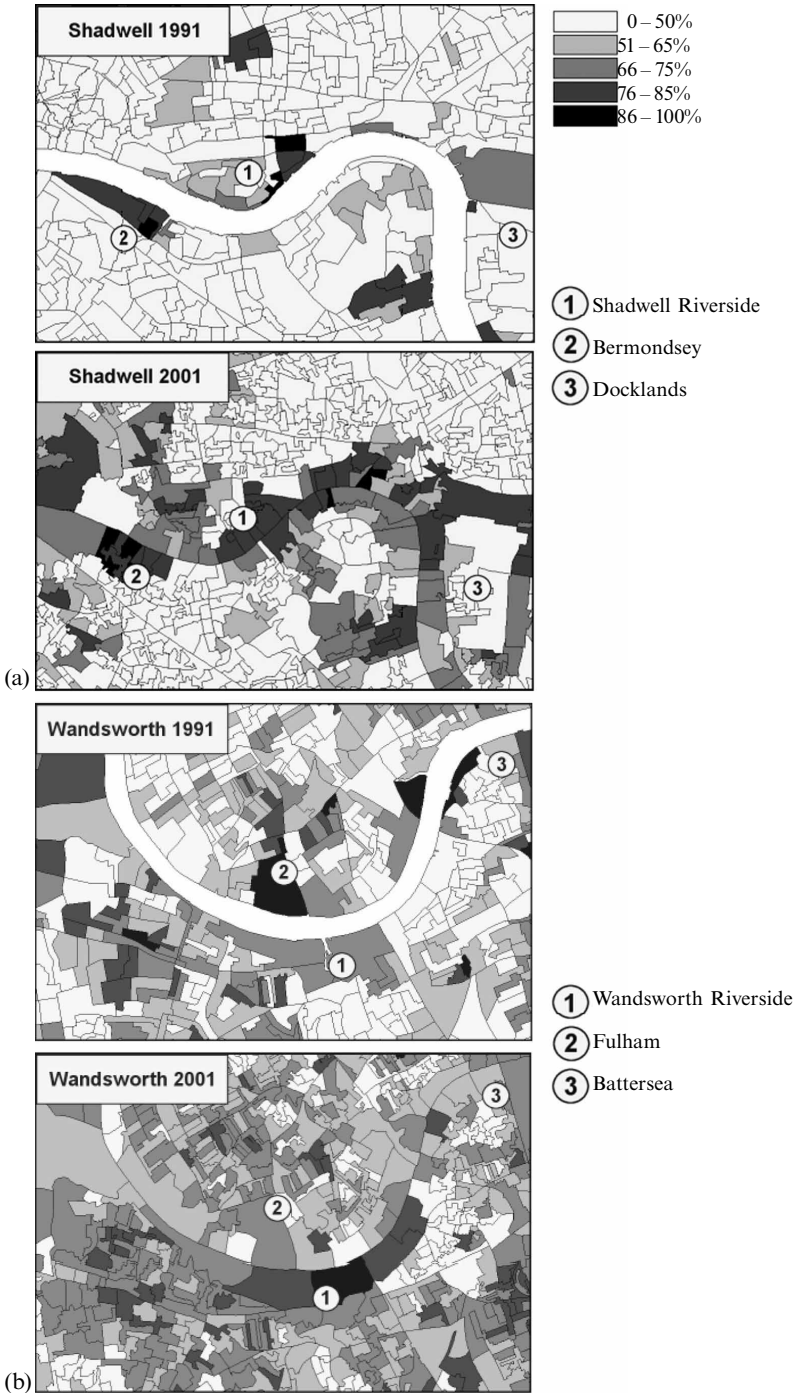 Shadwell 1991
1
2
3
0 – 50%
51 – 65%
66 – 75%
76 – 85%
86 – 100%
1 Shadwell Riverside
2 Bermondsey
3 Docklands
Shadwell 2001
1
2
3
(a)
Wandsworth 1991
3
2
1
1 Wandsworth Riverside
2 Fulham
3 Battersea
Wandsworth 2001
3
2
1
(b)